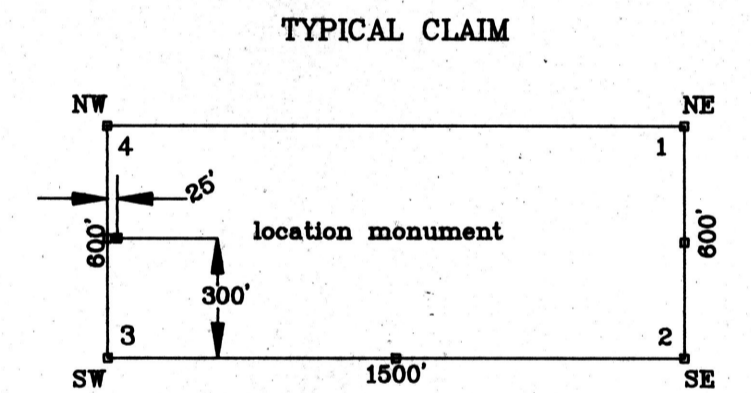 TYPICAL CLAIM
NW NE
4 1
25'
600' location monument 600'
300'
3 2
SW 1500' SE